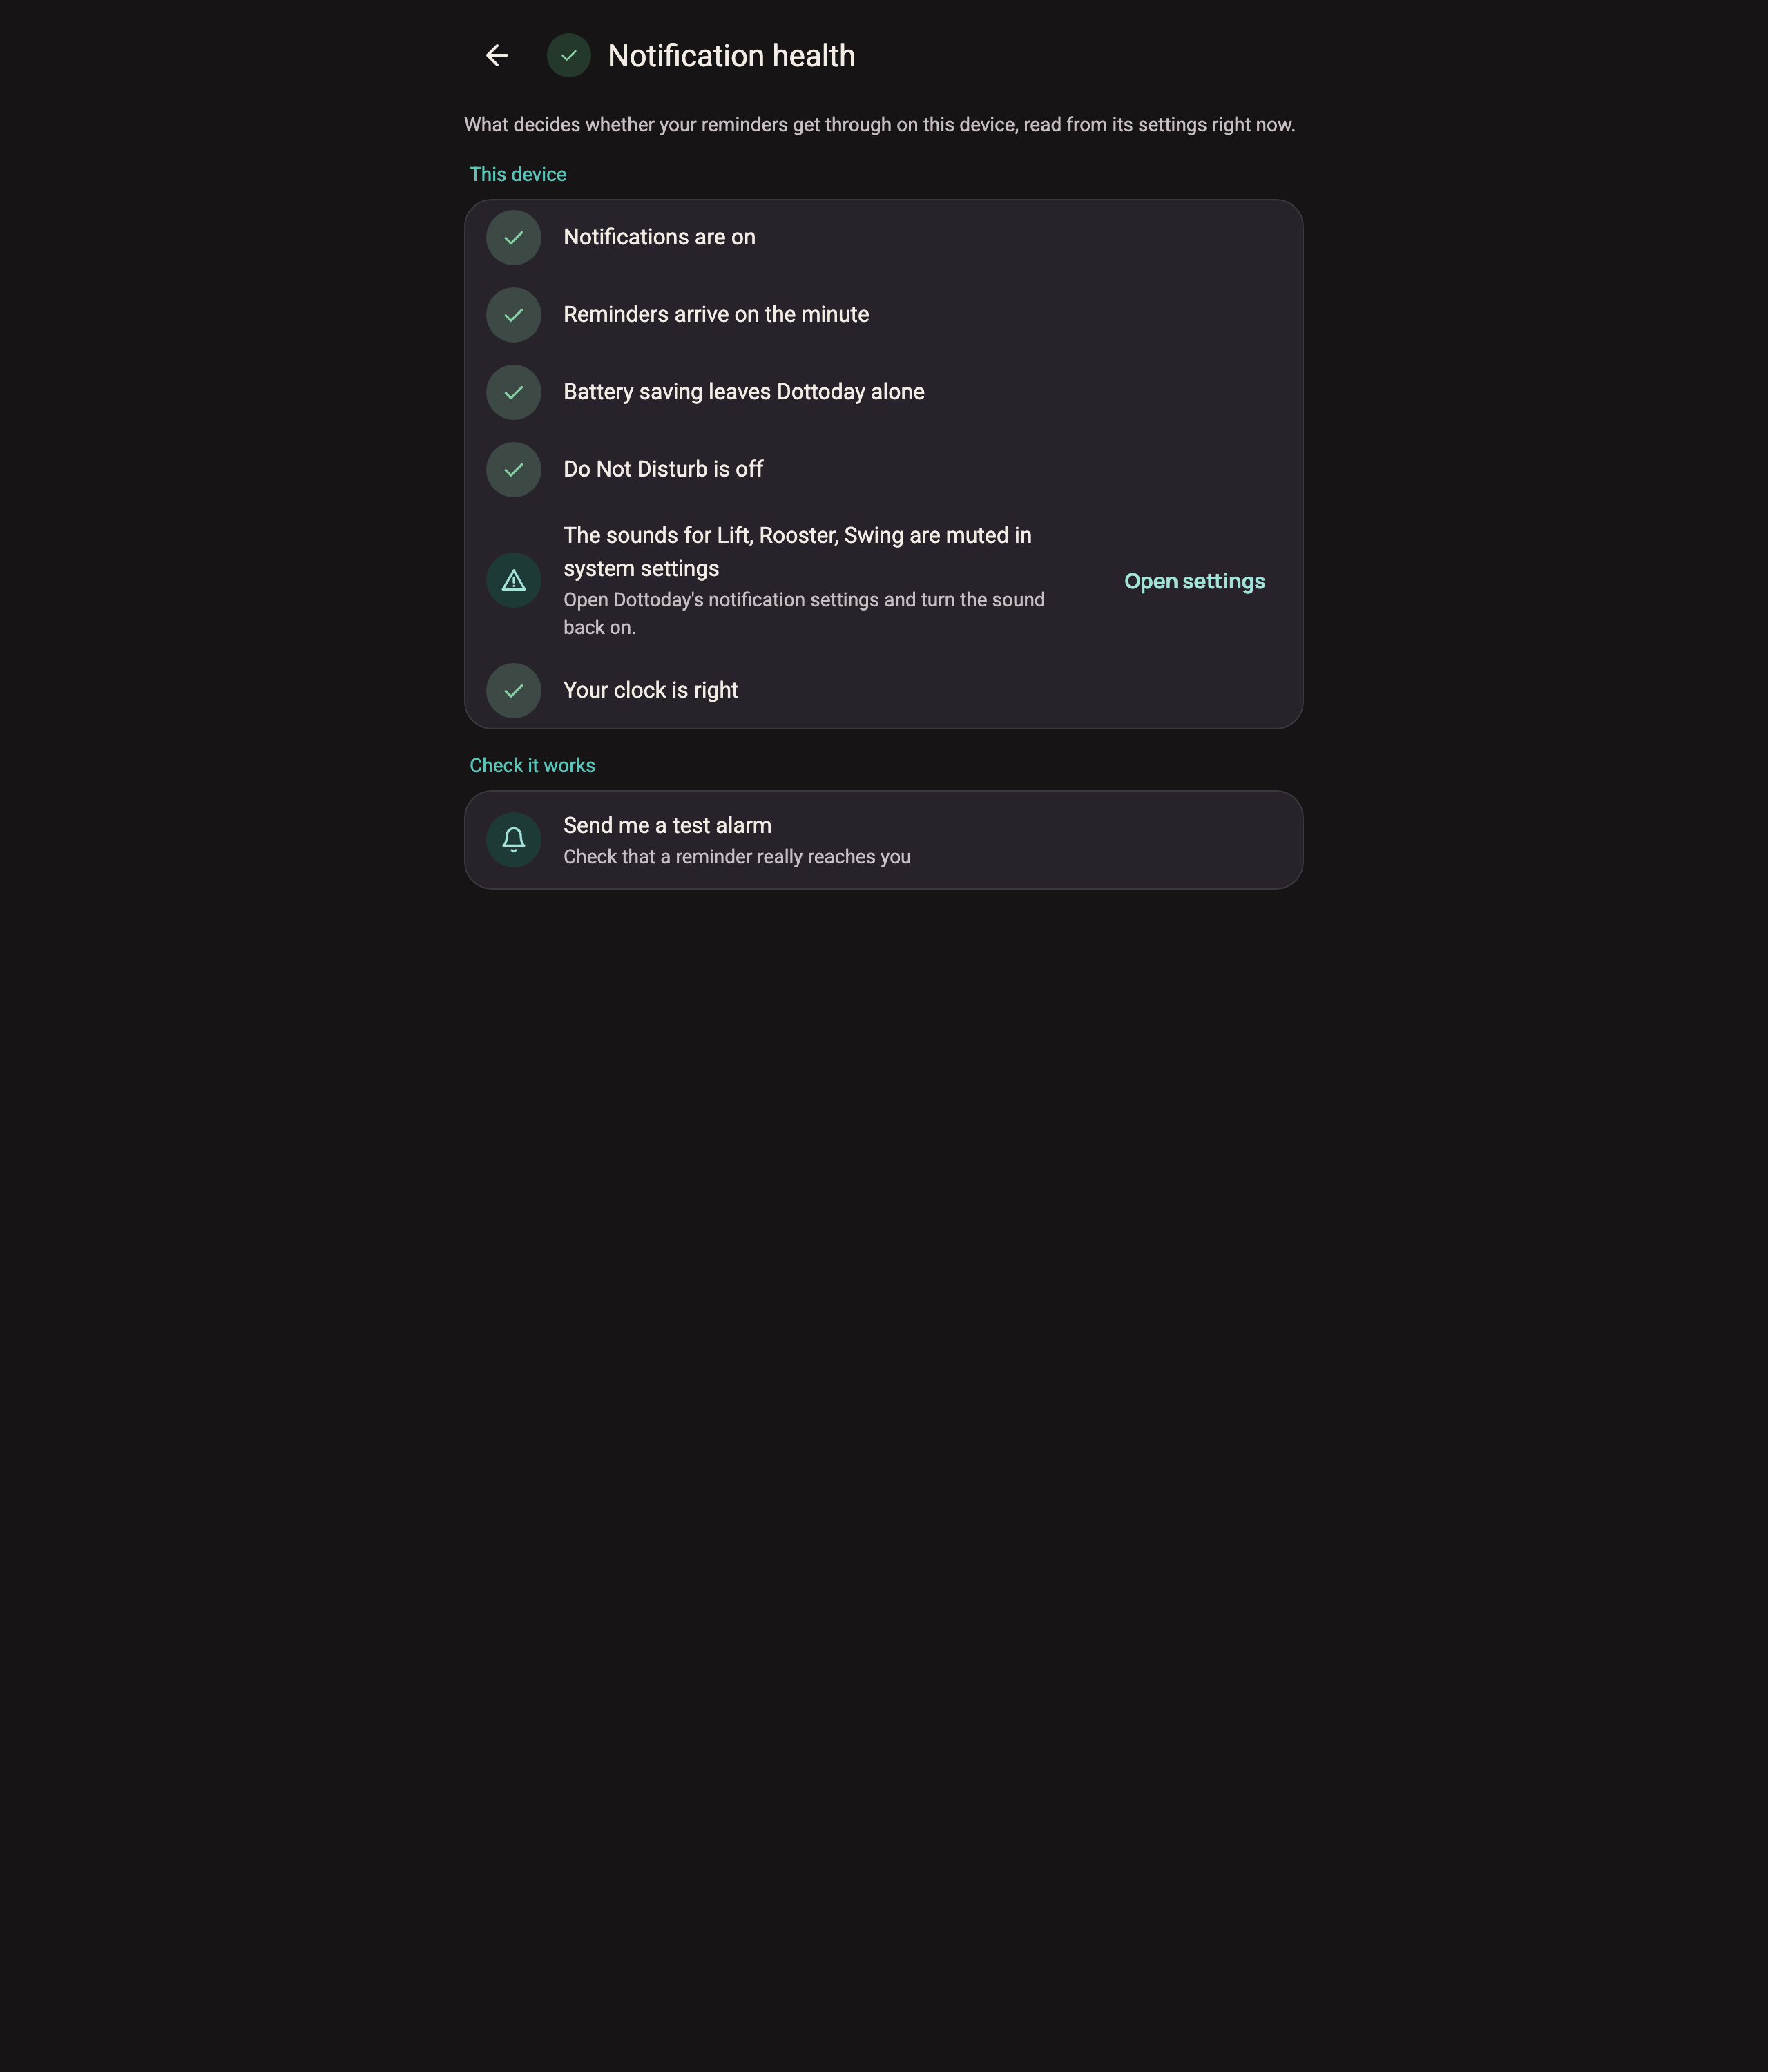 Notification health
What decides whether your reminders get through on this device, read from its settings right now.
This device
Notifications are on
Reminders arrive on the minute
Battery saving leaves Dottoday alone
Do Not Disturb is off
The sounds for Lift, Rooster, Swing are muted in
system settings
Open Dottoday's notification settings and turn the sound
back on.
Open settings
Your clock is right
Check it works
Send me a test alarm
Check that a reminder really reaches you